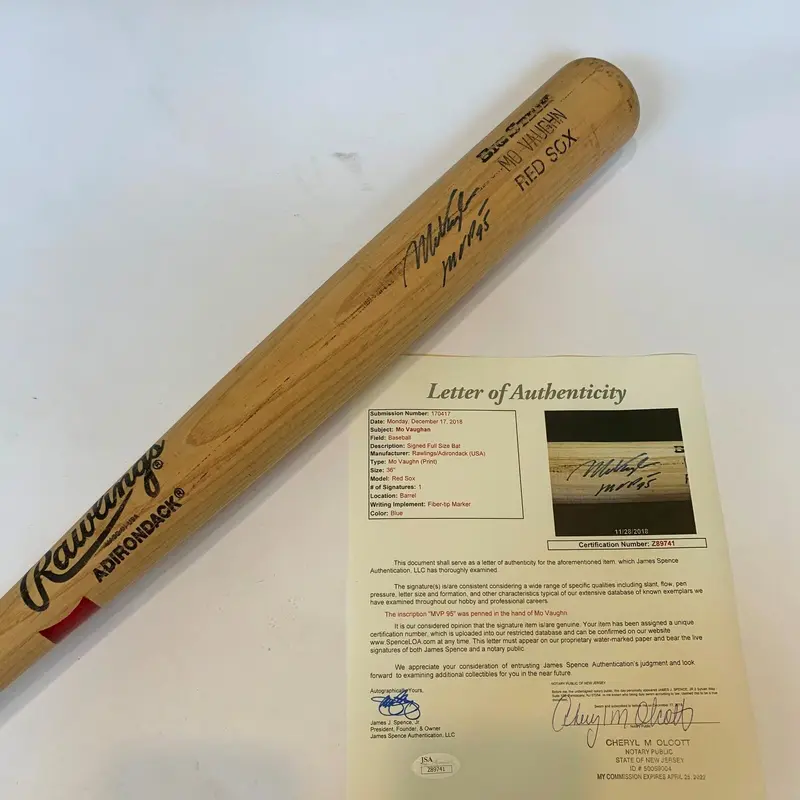 BIG STICK
MO VAUGHN
RED SOX
Mo Vaughn
MVP 95
Rawlings®
ADIRONDACK®
Letter of Authenticity
Submission Number: 170417
Date: Monday, December 17, 2018
Subject: Mo Vaughan
Field: Baseball
Description: Signed Full Size Bat
Manufacturer: Rawlings/Adirondack (USA)
Type: Mo Vaughn (Print)
Size: 36"
Model: Red Sox
# of Signatures: 1
Location: Barrel
Writing Implement: Fiber-tip Marker
Color: Blue
Mo Vaughn
MVP 95
11/28/2018
Certification Number: Z89741
This document shall serve as a letter of authenticity for the aforementioned item, which James Spence
Authentication, LLC has thoroughly examined.
The signature(s) is/are consistent considering a wide range of specific qualities including slant, flow, pen
pressure, letter size and formation, and other characteristics typical of our extensive database of known exemplars we
have examined throughout our hobby and professional careers.
The inscription "MVP 95" was penned in the hand of Mo Vaughn.
It is our considered opinion that the signature item is/are genuine. Your item has been assigned a unique
certification number, which is uploaded into our restricted database and can be confirmed on our website
www.SpenceLOA.com at any time. This letter must appear on our proprietary water-marked paper and bear the live
signatures of both James Spence and a notary public.
We appreciate your consideration of entrusting James Spence Authentication's judgment and look
forward to examining additional collectibles for you in the near future.
Autographically Yours,
James J. Spence, Jr
President, Founder, & Owner
James Spence Authentication, LLC
JSA
Z89741
NOTARY PUBLIC OF NEW JERSEY
Cheryl M Olcott
CHERYL M OLCOTT
NOTARY PUBLIC
STATE OF NEW JERSEY
ID # 50059004
MY COMMISSION EXPIRES APRIL 25, 2022